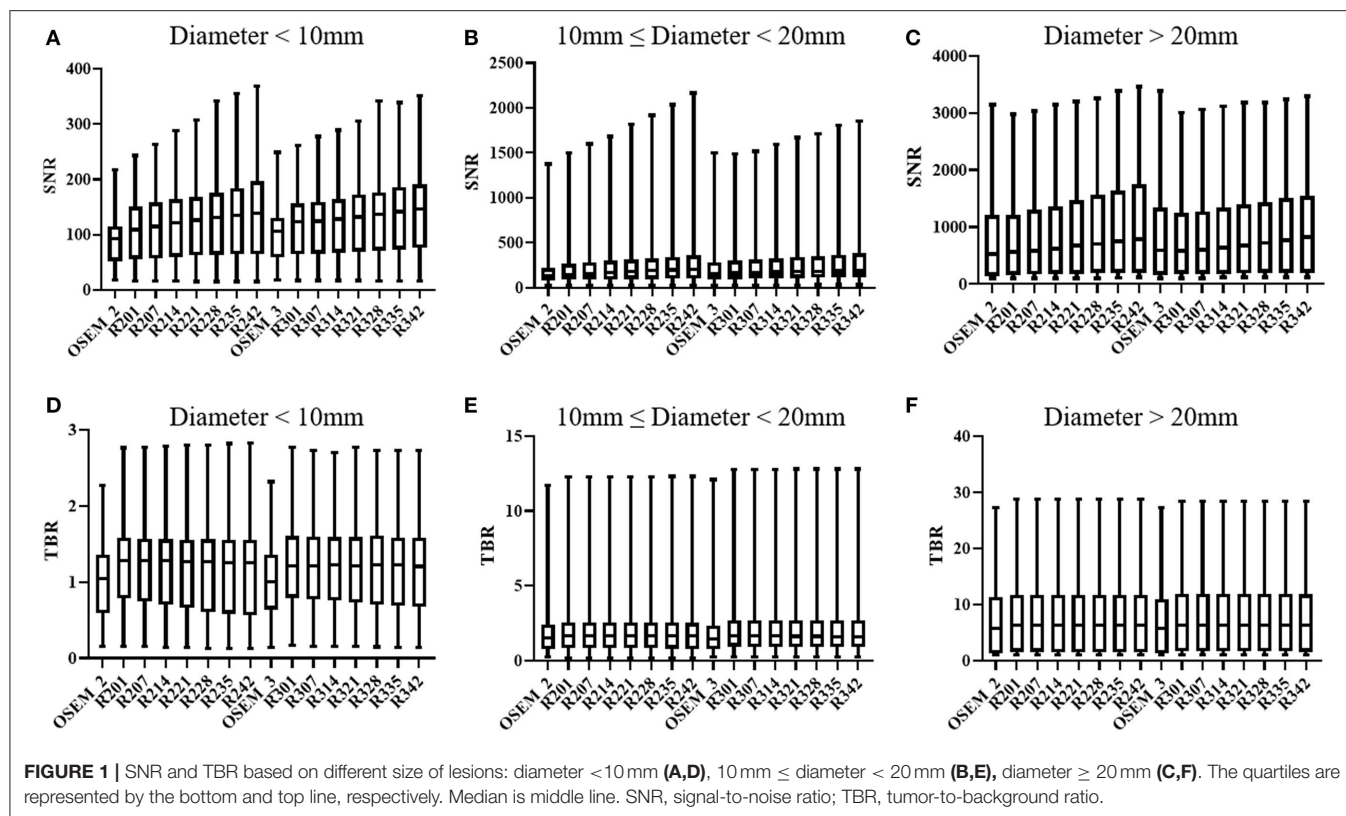 A
Diameter < 10mm
SNR
400
300
200
100
0
OSEM_2
R201
R207
R214
R221
R228
R235
R242
OSEM_3
R301
R307
R314
R321
R328
R335
R342
B
10mm ≤ Diameter < 20mm
SNR
2500
2000
1500
1000
500
0
OSEM_2
R201
R207
R214
R221
R228
R235
R242
OSEM_3
R301
R307
R314
R321
R328
R335
R342
C
Diameter > 20mm
SNR
4000
3000
2000
1000
0
OSEM_2
R201
R207
R214
R221
R228
R235
R242
OSEM_3
R301
R307
R314
R321
R328
R335
R342
D
Diameter < 10mm
TBR
3
2
1
0
OSEM_2
R201
R207
R214
R221
R228
R235
R242
OSEM_3
R301
R307
R314
R321
R328
R335
R342
E
10mm ≤ Diameter < 20mm
TBR
15
10
5
0
OSEM_2
R201
R207
R214
R221
R228
R235
R242
OSEM_3
R301
R307
R314
R321
R328
R335
R342
F
Diameter > 20mm
TBR
40
30
20
10
0
OSEM_2
R201
R207
R214
R221
R228
R235
R242
OSEM_3
R301
R307
R314
R321
R328
R335
R342
FIGURE 1 | SNR and TBR based on different size of lesions: diameter <10 mm (A,D), 10 mm ≤ diameter < 20 mm (B,E), diameter ≥ 20 mm (C,F). The quartiles are
represented by the bottom and top line, respectively. Median is middle line. SNR, signal-to-noise ratio; TBR, tumor-to-background ratio.